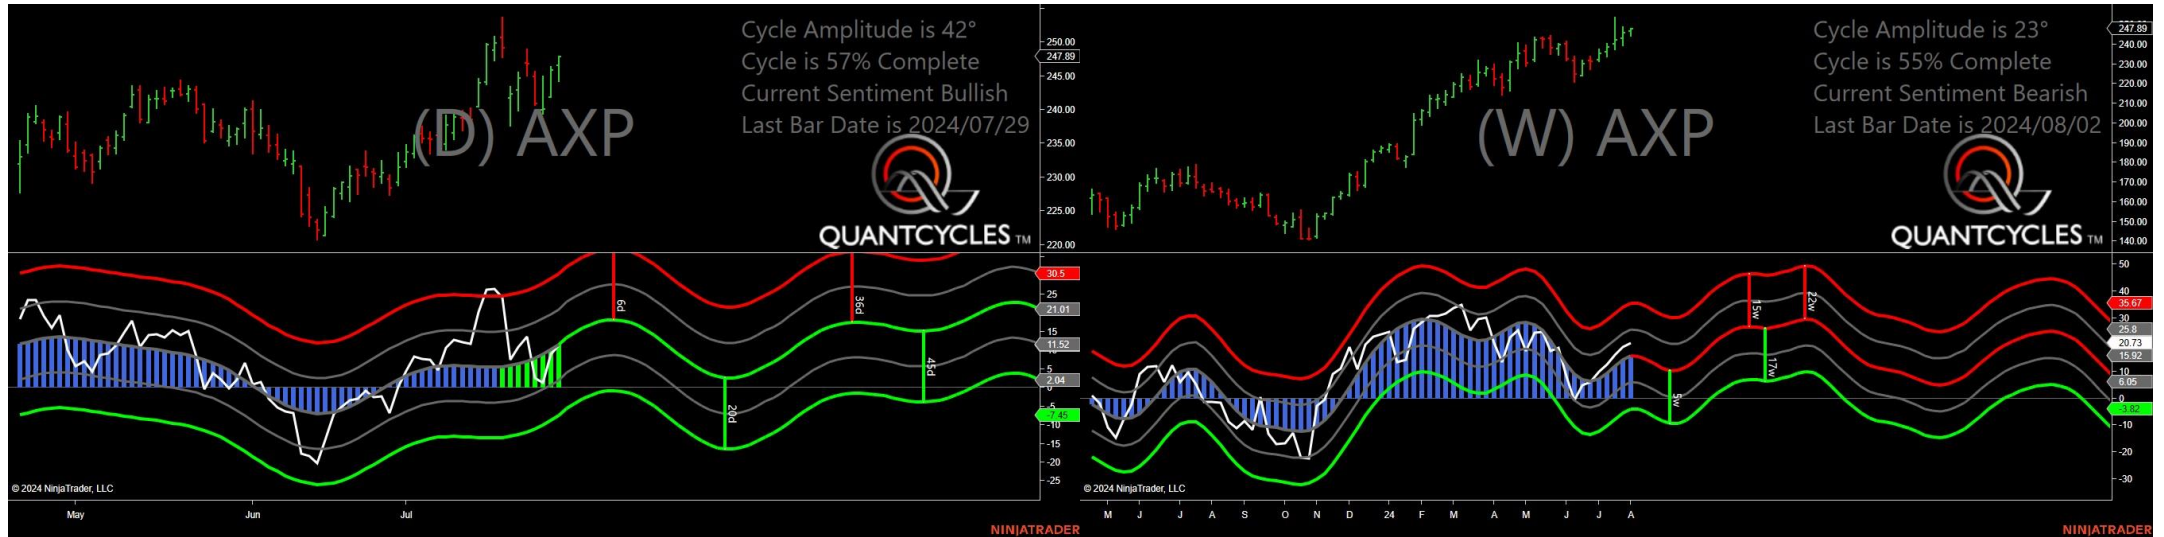 Cycle Amplitude is 42°
Cycle is 57% Complete
Current Sentiment Bullish
Last Bar Date is 2024/07/29
(D) AXP
QUANTCYCLES TM
250.00
247.89
245.00
240.00
235.00
230.00
225.00
220.00
6d
20d
36d
45d
30.5
25
21.01
15
11.52
5
2.04
-5
-7.45
-10
-15
-20
-25
© 2024 NinjaTrader, LLC
May Jun Jul
NINJATRADER
Cycle Amplitude is 23°
Cycle is 55% Complete
Current Sentiment Bearish
Last Bar Date is 2024/08/02
(W) AXP
QUANTCYCLES TM
247.89
240.00
230.00
220.00
210.00
200.00
190.00
180.00
170.00
160.00
150.00
140.00
5w
15w
17w
22w
50
40
35.67
30
25.8
20.73
15.92
10
6.05
0
-3.82
-10
-20
-30
© 2024 NinjaTrader, LLC
M J J A S O N D 24 F M A M J J A
NINJATRADER